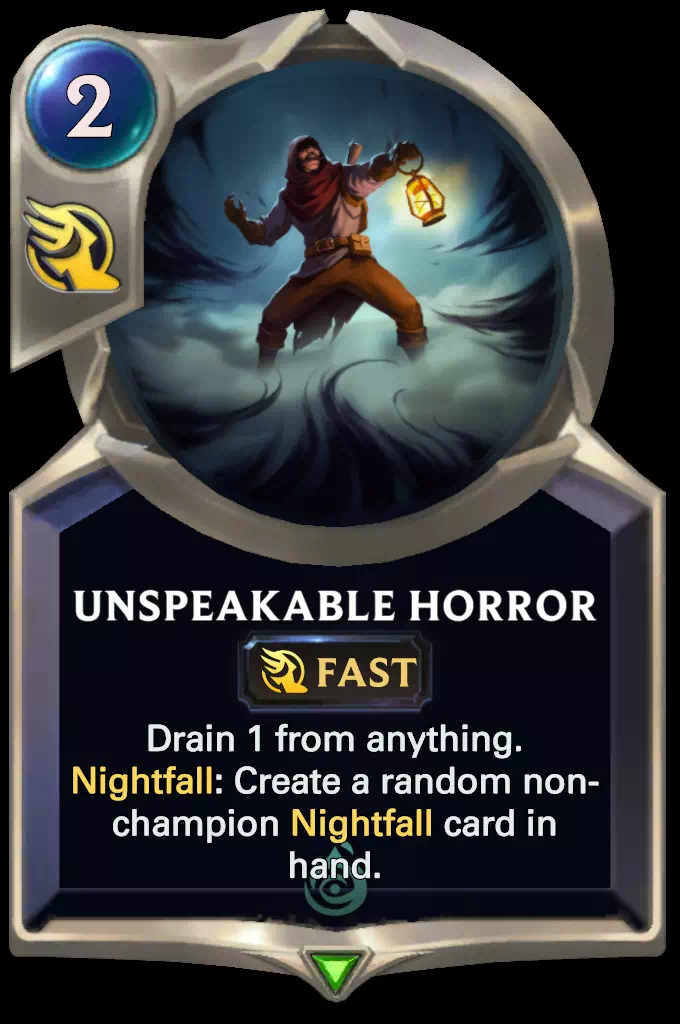 2
UNSPEAKABLE HORROR
FAST
Drain 1 from anything.
Nightfall: Create a random non-
champion Nightfall card in
hand.